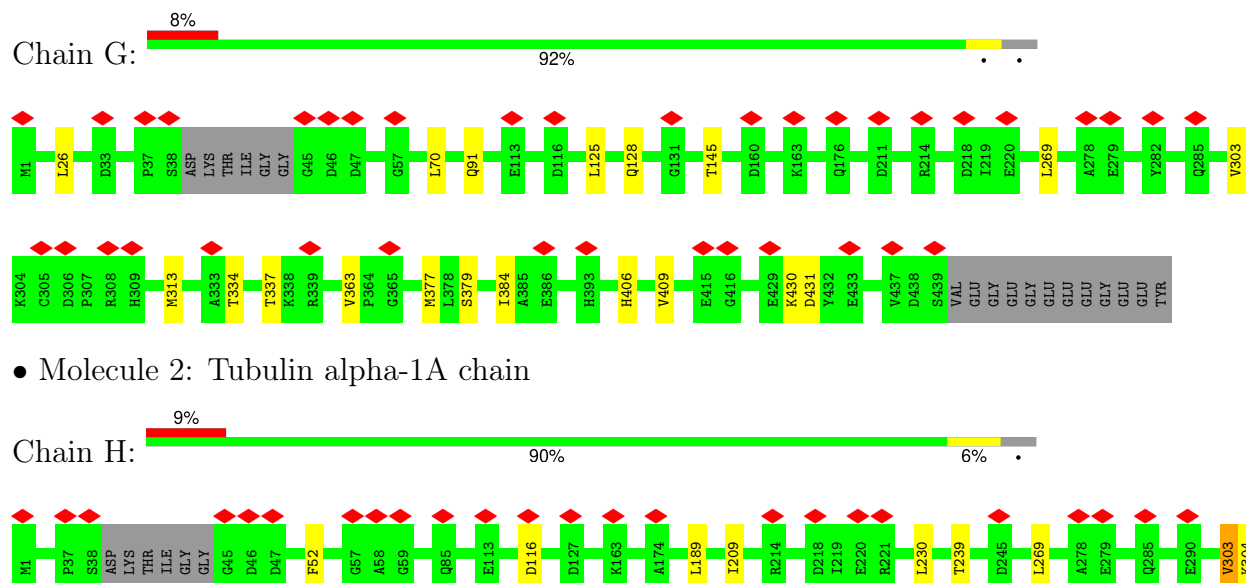 8%
Chain G:
92%
• •
M1 L26 D33 P37 S38 ASP LYS THR ILE GLY GLY G45 D46 D47 G57 L70 Q91 E113 D116 L125 Q128 G131 T145 D160 K163 Q176 D211 R214 D218 I219 E220 L269 A278 E279 Y282 Q285 V303
K304 C305 D306 P307 R308 H309 M313 A333 T334 T337 K338 R339 V363 P364 G365 M377 L378 S379 I384 A385 E386 H393 H406 V409 E415 G416 E429 K430 D431 Y432 E433 V437 D438 S439 VAL GLU GLY GLU GLY GLU GLU GLU GLY GLU GLU TYR
• Molecule 2: Tubulin alpha-1A chain
9%
Chain H:
90% 6% •
M1 P37 S38 ASP LYS THR ILE GLY GLY G45 D46 D47 F52 G57 A58 G59 Q85 E113 D116 D127 K163 A174 L189 I209 R214 D218 I219 E220 R221 L230 T239 D245 L269 A278 E279 Q285 E290 V303 K304